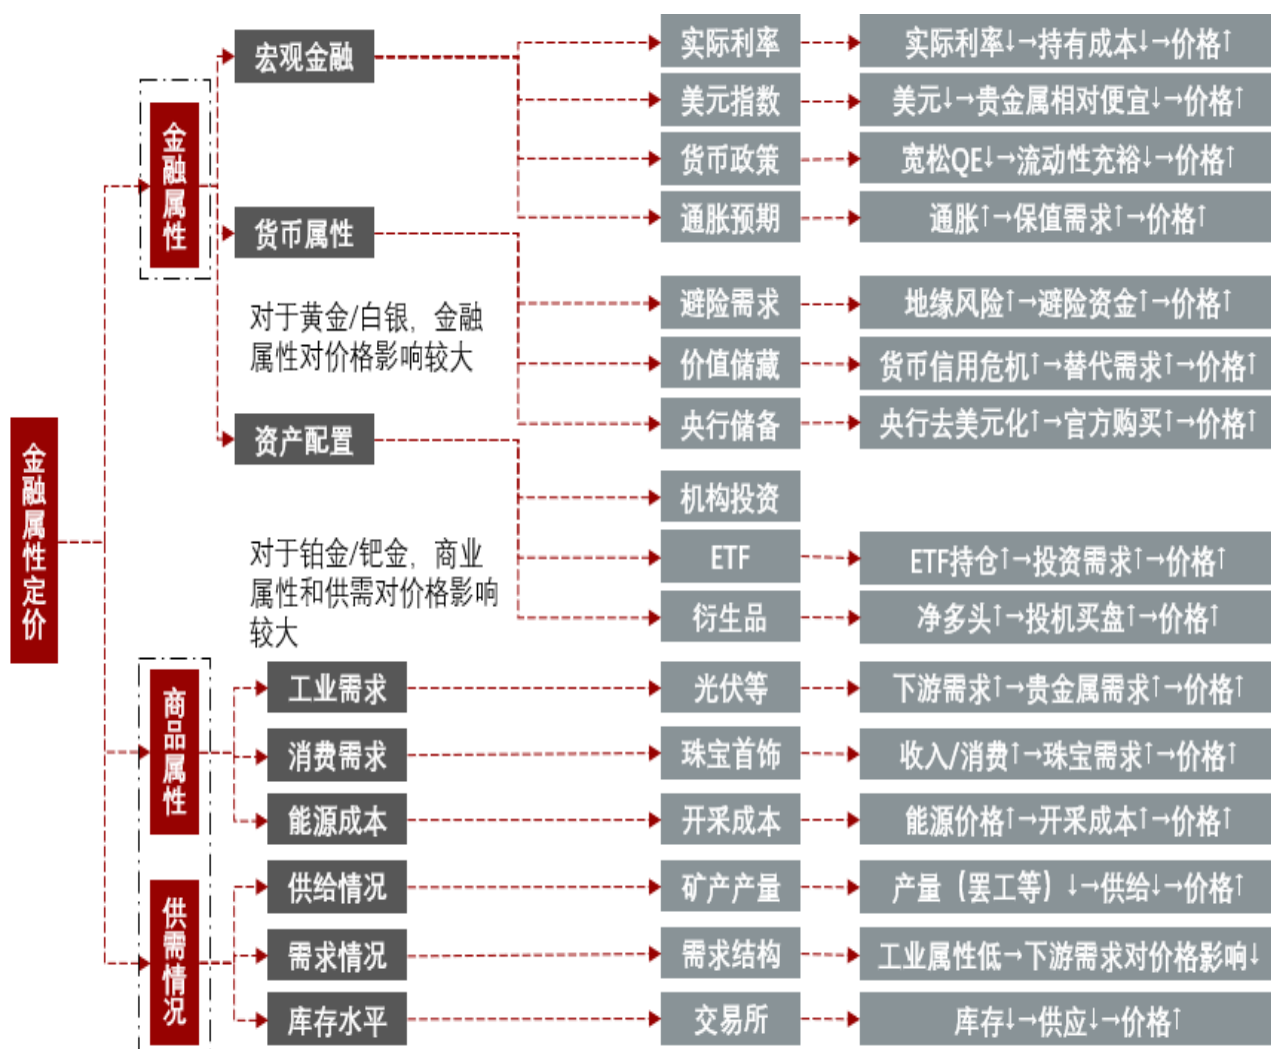 金融属性定价
金融属性
宏观金融
实际利率
实际利率↓→持有成本↓→价格↑
美元指数
美元↓→贵金属相对便宜↓→价格↑
货币政策
宽松QE↓→流动性充裕↓→价格↑
通胀预期
通胀↑→保值需求↑→价格↑
货币属性
避险需求
地缘风险↑→避险资金↑→价格↑
价值储藏
货币信用危机↑→替代需求↑→价格↑
央行储备
央行去美元化↑→官方购买↑→价格↑
对于黄金/白银，金融
属性对价格影响较大
资产配置
机构投资
ETF
ETF持仓↑→投资需求↑→价格↑
衍生品
净多头↑→投机买盘↑→价格↑
对于铂金/钯金，商业
属性和供需对价格影响
较大
商品属性
工业需求
光伏等
下游需求↑→贵金属需求↑→价格↑
消费需求
珠宝首饰
收入/消费↑→珠宝需求↑→价格↑
能源成本
开采成本
能源价格↑→开采成本↑→价格↑
供需情况
供给情况
矿产产量
产量（罢工等）↓→供给↓→价格↑
需求情况
需求结构
工业属性低→下游需求对价格影响↓
库存水平
交易所
库存↓→供应↓→价格↑